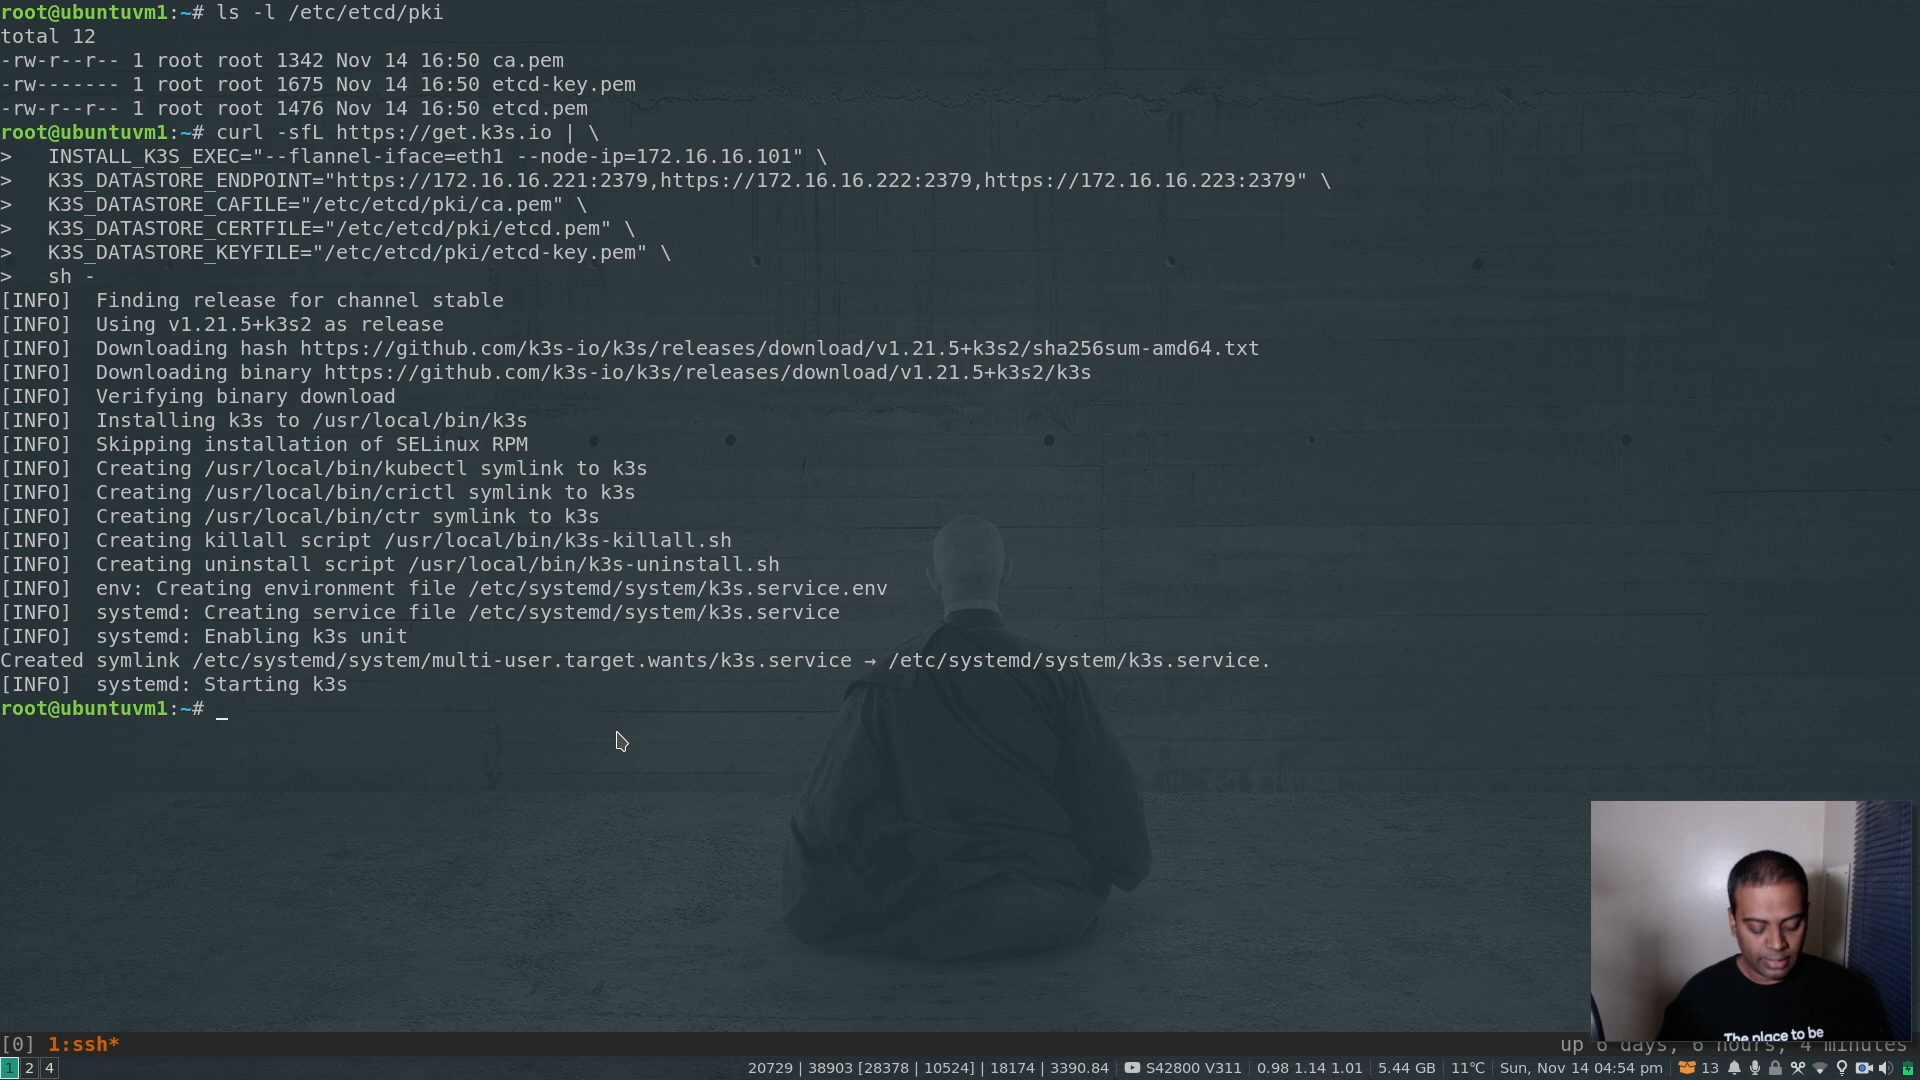 root@ubuntuvm1:~# ls -l /etc/etcd/pki
total 12
-rw-r--r-- 1 root root 1342 Nov 14 16:50 ca.pem
-rw------- 1 root root 1675 Nov 14 16:50 etcd-key.pem
-rw-r--r-- 1 root root 1476 Nov 14 16:50 etcd.pem
root@ubuntuvm1:~# curl -sfL https://get.k3s.io | \
>   INSTALL_K3S_EXEC="--flannel-iface=eth1 --node-ip=172.16.16.101" \
>   K3S_DATASTORE_ENDPOINT="https://172.16.16.221:2379,https://172.16.16.222:2379,https://172.16.16.223:2379" \
>   K3S_DATASTORE_CAFILE="/etc/etcd/pki/ca.pem" \
>   K3S_DATASTORE_CERTFILE="/etc/etcd/pki/etcd.pem" \
>   K3S_DATASTORE_KEYFILE="/etc/etcd/pki/etcd-key.pem" \
>   sh -
[INFO]  Finding release for channel stable
[INFO]  Using v1.21.5+k3s2 as release
[INFO]  Downloading hash https://github.com/k3s-io/k3s/releases/download/v1.21.5+k3s2/sha256sum-amd64.txt
[INFO]  Downloading binary https://github.com/k3s-io/k3s/releases/download/v1.21.5+k3s2/k3s
[INFO]  Verifying binary download
[INFO]  Installing k3s to /usr/local/bin/k3s
[INFO]  Skipping installation of SELinux RPM
[INFO]  Creating /usr/local/bin/kubectl symlink to k3s
[INFO]  Creating /usr/local/bin/crictl symlink to k3s
[INFO]  Creating /usr/local/bin/ctr symlink to k3s
[INFO]  Creating killall script /usr/local/bin/k3s-killall.sh
[INFO]  Creating uninstall script /usr/local/bin/k3s-uninstall.sh
[INFO]  env: Creating environment file /etc/systemd/system/k3s.service.env
[INFO]  systemd: Creating service file /etc/systemd/system/k3s.service
[INFO]  systemd: Enabling k3s unit
Created symlink /etc/systemd/system/multi-user.target.wants/k3s.service → /etc/systemd/system/k3s.service.
[INFO]  systemd: Starting k3s
root@ubuntuvm1:~# _
The place to be
[0] 1:ssh* up 6 days, 6 hours, 4 minutes
1 2 4 20729 | 38903 [28378 | 10524] | 18174 | 3390.84 | S42800 V311 | 0.98 1.14 1.01 | 5.44 GB | 11℃ | Sun, Nov 14 04:54 pm | 13